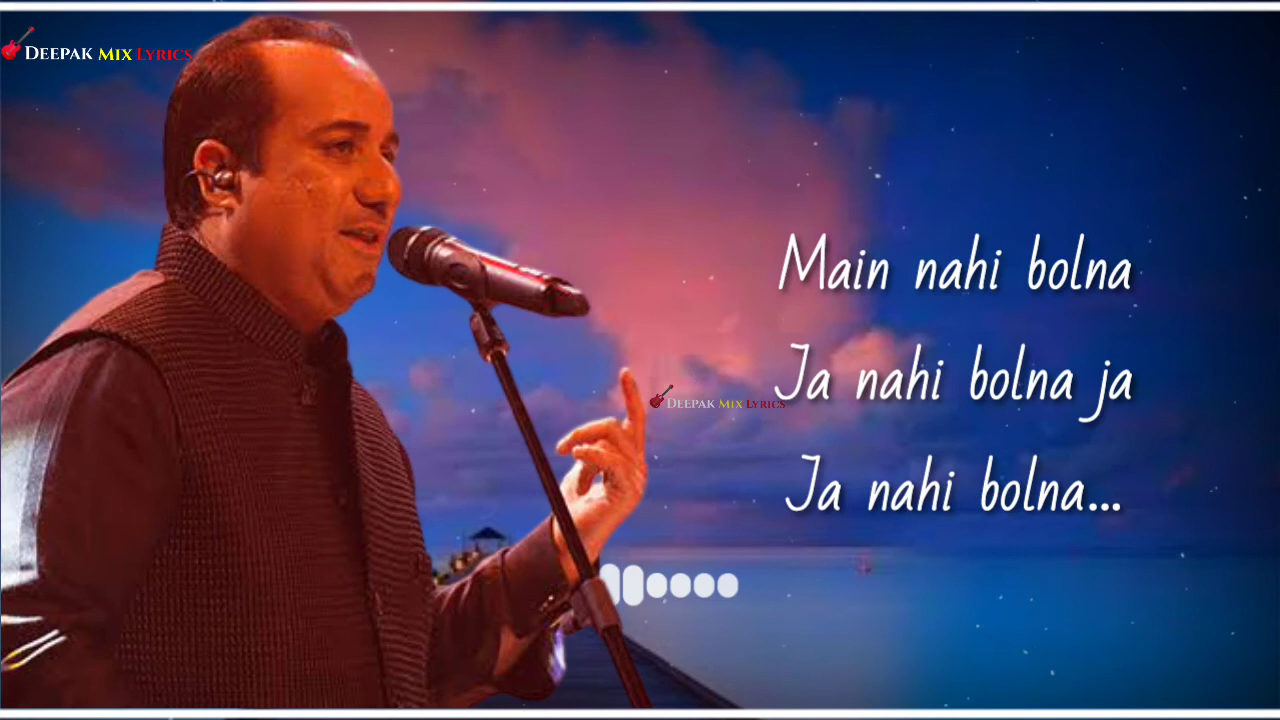 Deepak Mix Lyrics
Main nahi bolna
Ja nahi bolna ja
Deepak Mix Lyrics
Ja nahi bolna...